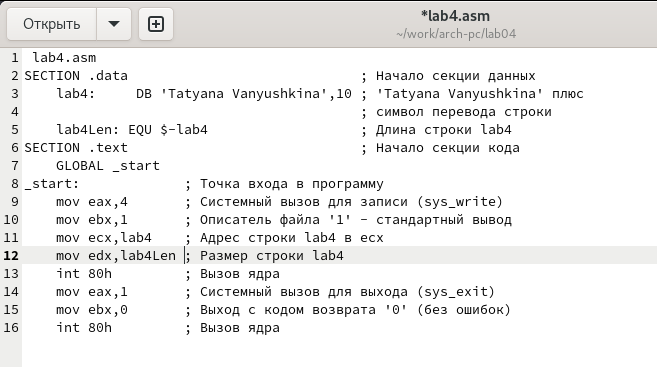 Открыть
*lab4.asm
~/work/arch-pc/lab04
1 lab4.asm
2 SECTION .data ; Начало секции данных
3 lab4: DB 'Tatyana Vanyushkina',10 ; 'Tatyana Vanyushkina' плюс
4 ; символ перевода строки
5 lab4Len: EQU $-lab4 ; Длина строки lab4
6 SECTION .text ; Начало секции кода
7 GLOBAL _start
8 _start: ; Точка входа в программу
9 mov eax,4 ; Системный вызов для записи (sys_write)
10 mov ebx,1 ; Описатель файла '1' - стандартный вывод
11 mov ecx,lab4 ; Адрес строки lab4 в ecx
12 mov edx,lab4Len ; Размер строки lab4
13 int 80h ; Вызов ядра
14 mov eax,1 ; Системный вызов для выхода (sys_exit)
15 mov ebx,0 ; Выход с кодом возврата '0' (без ошибок)
16 int 80h ; Вызов ядра